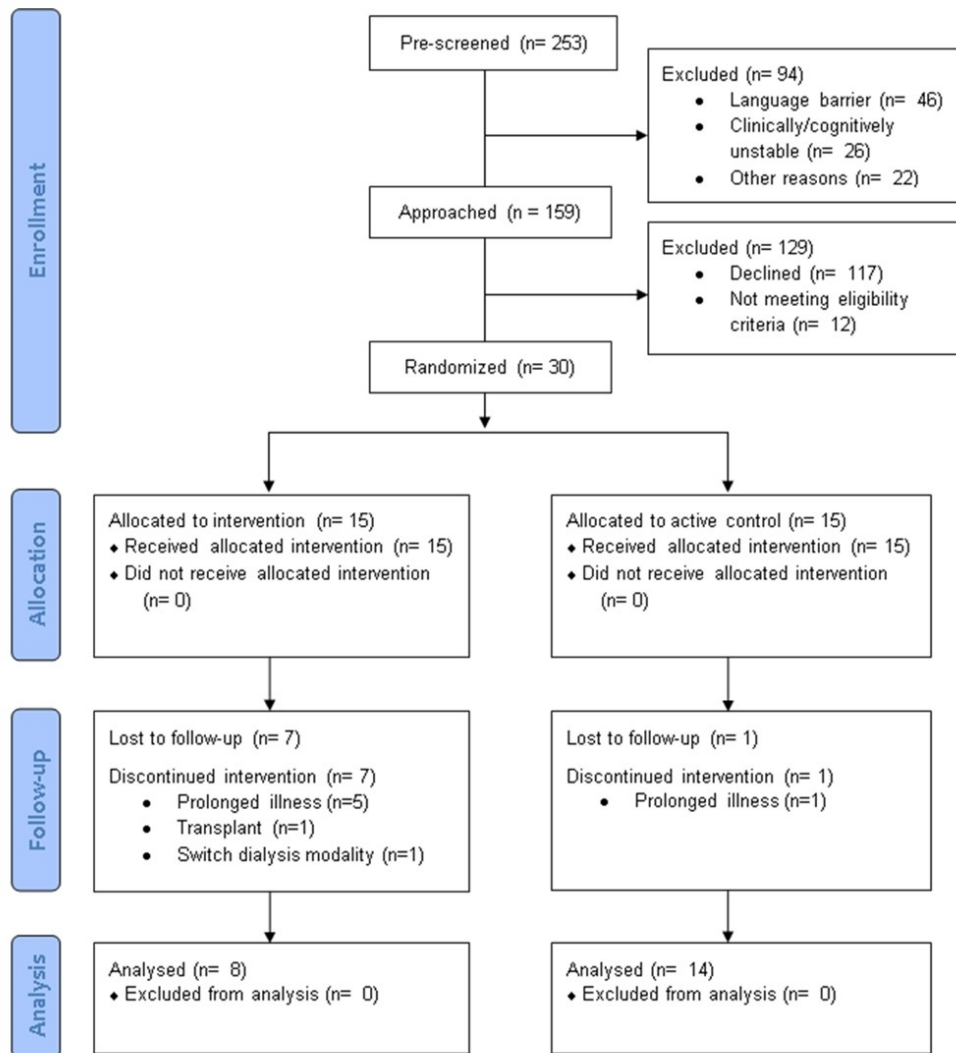 Enrollment
Pre-screened (n= 253)
Excluded (n= 94)
• Language barrier (n= 46)
• Clinically/cognitively
unstable (n= 26)
• Other reasons (n= 22)
Approached (n = 159)
Excluded (n= 129)
• Declined (n= 117)
• Not meeting eligibility
criteria (n= 12)
Randomized (n= 30)
Allocation
Allocated to intervention (n= 15)
♦ Received allocated intervention (n= 15)
♦ Did not receive allocated intervention
(n= 0)
Allocated to active control (n= 15)
♦ Received allocated intervention (n= 15)
♦ Did not receive allocated intervention
(n= 0)
Follow-up
Lost to follow-up (n= 7)
Discontinued intervention (n= 7)
• Prolonged illness (n=5)
• Transplant (n=1)
• Switch dialysis modality (n=1)
Lost to follow-up (n= 1)
Discontinued intervention (n= 1)
• Prolonged illness (n=1)
Analysis
Analysed (n= 8)
♦ Excluded from analysis (n= 0)
Analysed (n= 14)
♦ Excluded from analysis (n= 0)